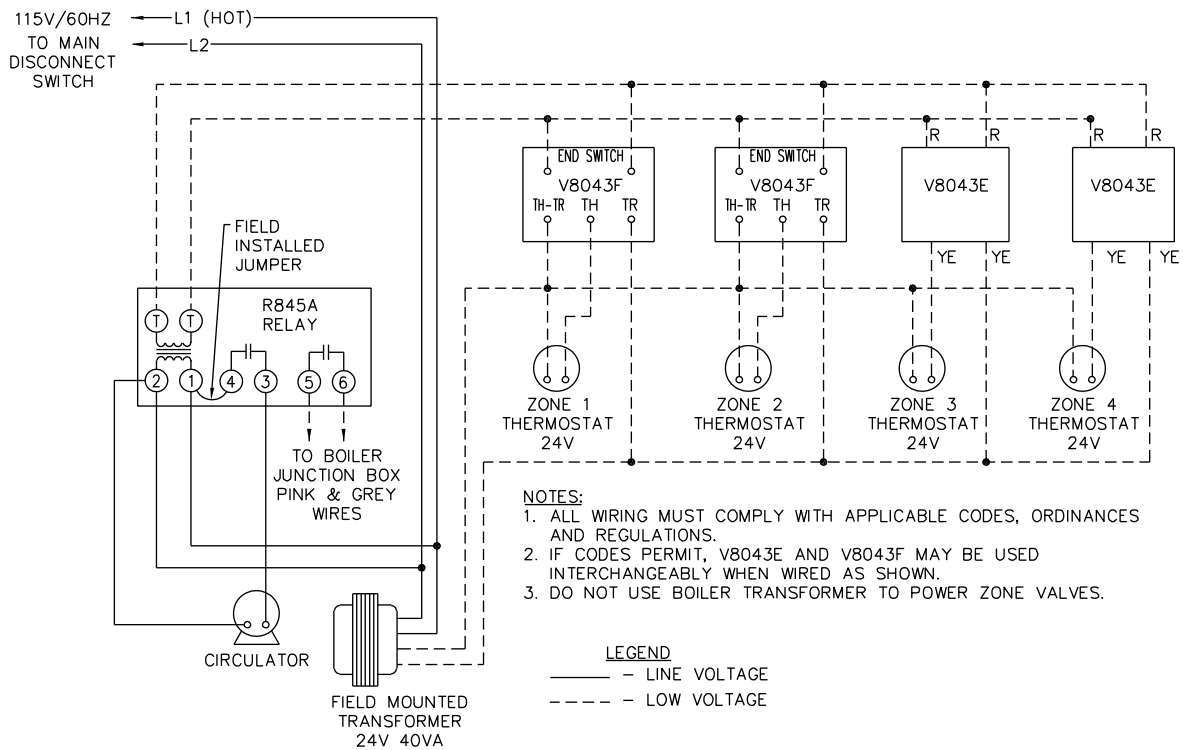 115V/60HZ
L1 (HOT)
TO MAIN
DISCONNECT
SWITCH
L2
R
R
R
R
END SWITCH
V8043F
TH-TR
TH
TR
END SWITCH
V8043F
TH-TR
TH
TR
V8043E
V8043E
YE
YE
YE
YE
FIELD
INSTALLED
JUMPER
R845A
RELAY
T
T
2
1
4
3
5
6
ZONE 1
THERMOSTAT
24V
ZONE 2
THERMOSTAT
24V
ZONE 3
THERMOSTAT
24V
ZONE 4
THERMOSTAT
24V
TO BOILER
JUNCTION BOX
PINK & GREY
WIRES
NOTES:
1. ALL WIRING MUST COMPLY WITH APPLICABLE CODES, ORDINANCES
AND REGULATIONS.
2. IF CODES PERMIT, V8043E AND V8043F MAY BE USED
INTERCHANGEABLY WHEN WIRED AS SHOWN.
3. DO NOT USE BOILER TRANSFORMER TO POWER ZONE VALVES.
CIRCULATOR
FIELD MOUNTED
TRANSFORMER
24V 40VA
LEGEND
– LINE VOLTAGE
– LOW VOLTAGE